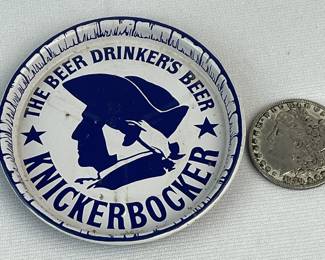 THE BEER DRINKER'S BEER
★ KNICKERBOCKER ★